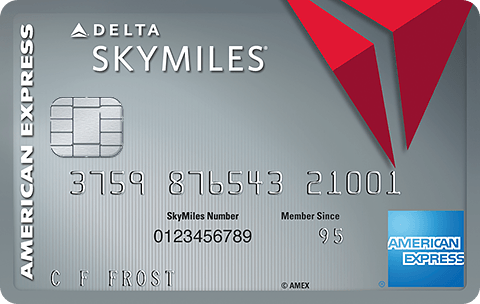 AMERICAN EXPRESS
DELTA
SKYMILES®
3759 876543 21001
SkyMiles Number Member Since
0123456789 95
AMERICAN
EXPRESS
®
C F FROST
© AMEX